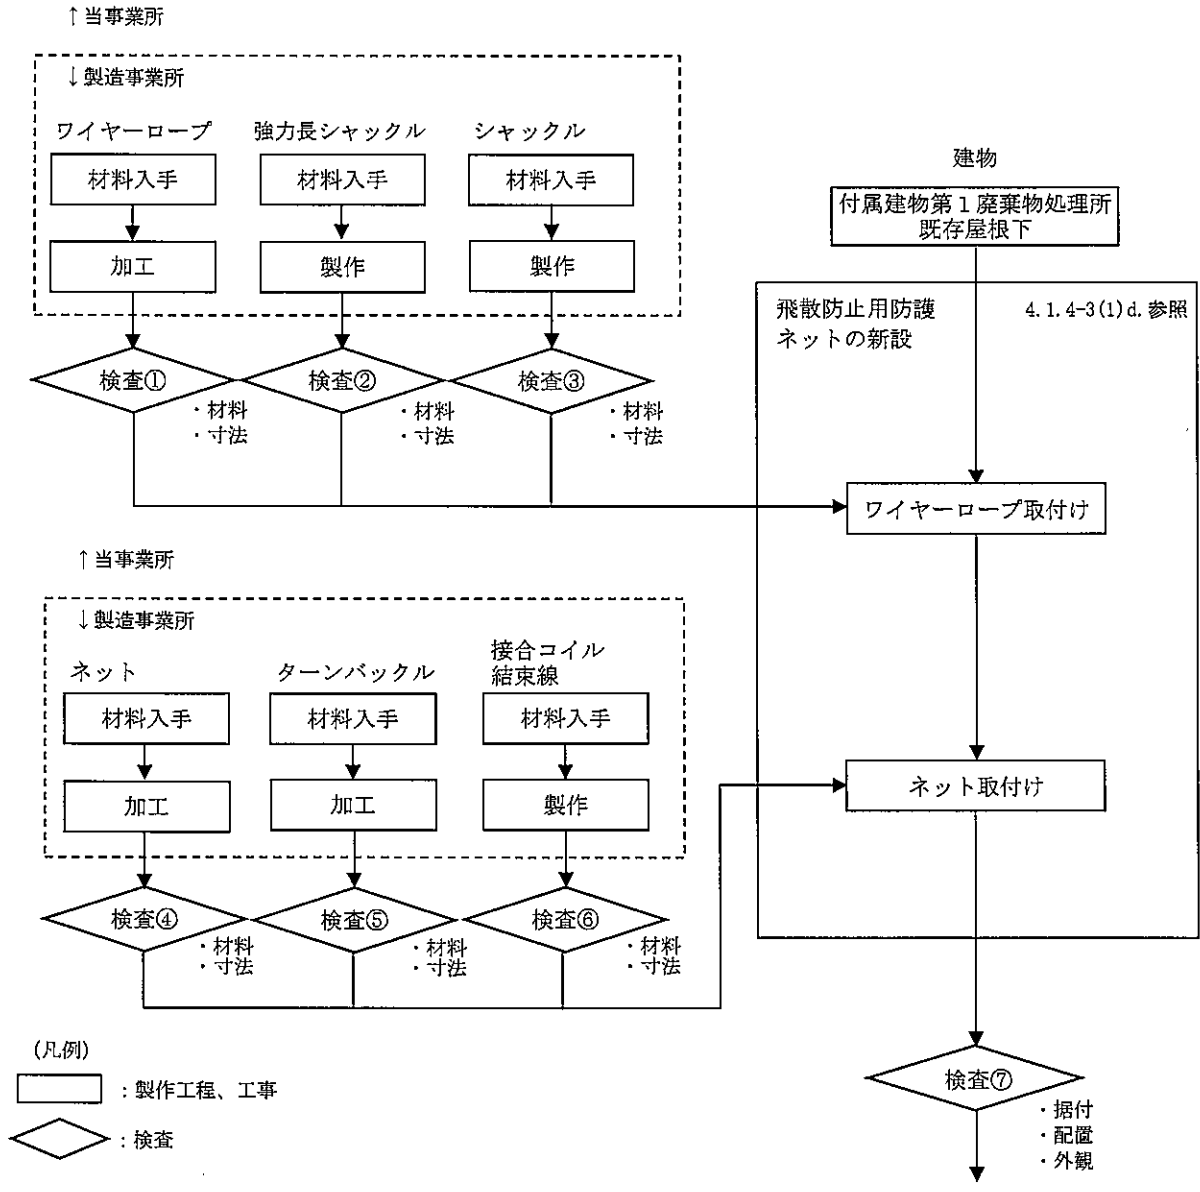 ↑当事業所
↓製造事業所
ワイヤーロープ
強力長シャックル
シャックル
材料入手
材料入手
材料入手
加工
製作
製作
検査①
・材料
・寸法
検査②
・材料
・寸法
検査③
・材料
・寸法
建物
付属建物第1廃棄物処理所
既存屋根下
飛散防止用防護
ネットの新設
4.1.4-3(1)d.参照
ワイヤーロープ取付け
↑当事業所
↓製造事業所
ネット
ターンバックル
接合コイル
結束線
材料入手
材料入手
材料入手
加工
加工
製作
検査④
・材料
・寸法
検査⑤
・材料
・寸法
検査⑥
・材料
・寸法
ネット取付け
検査⑦
・据付
・配置
・外観
(凡例)
：製作工程、工事
：検査